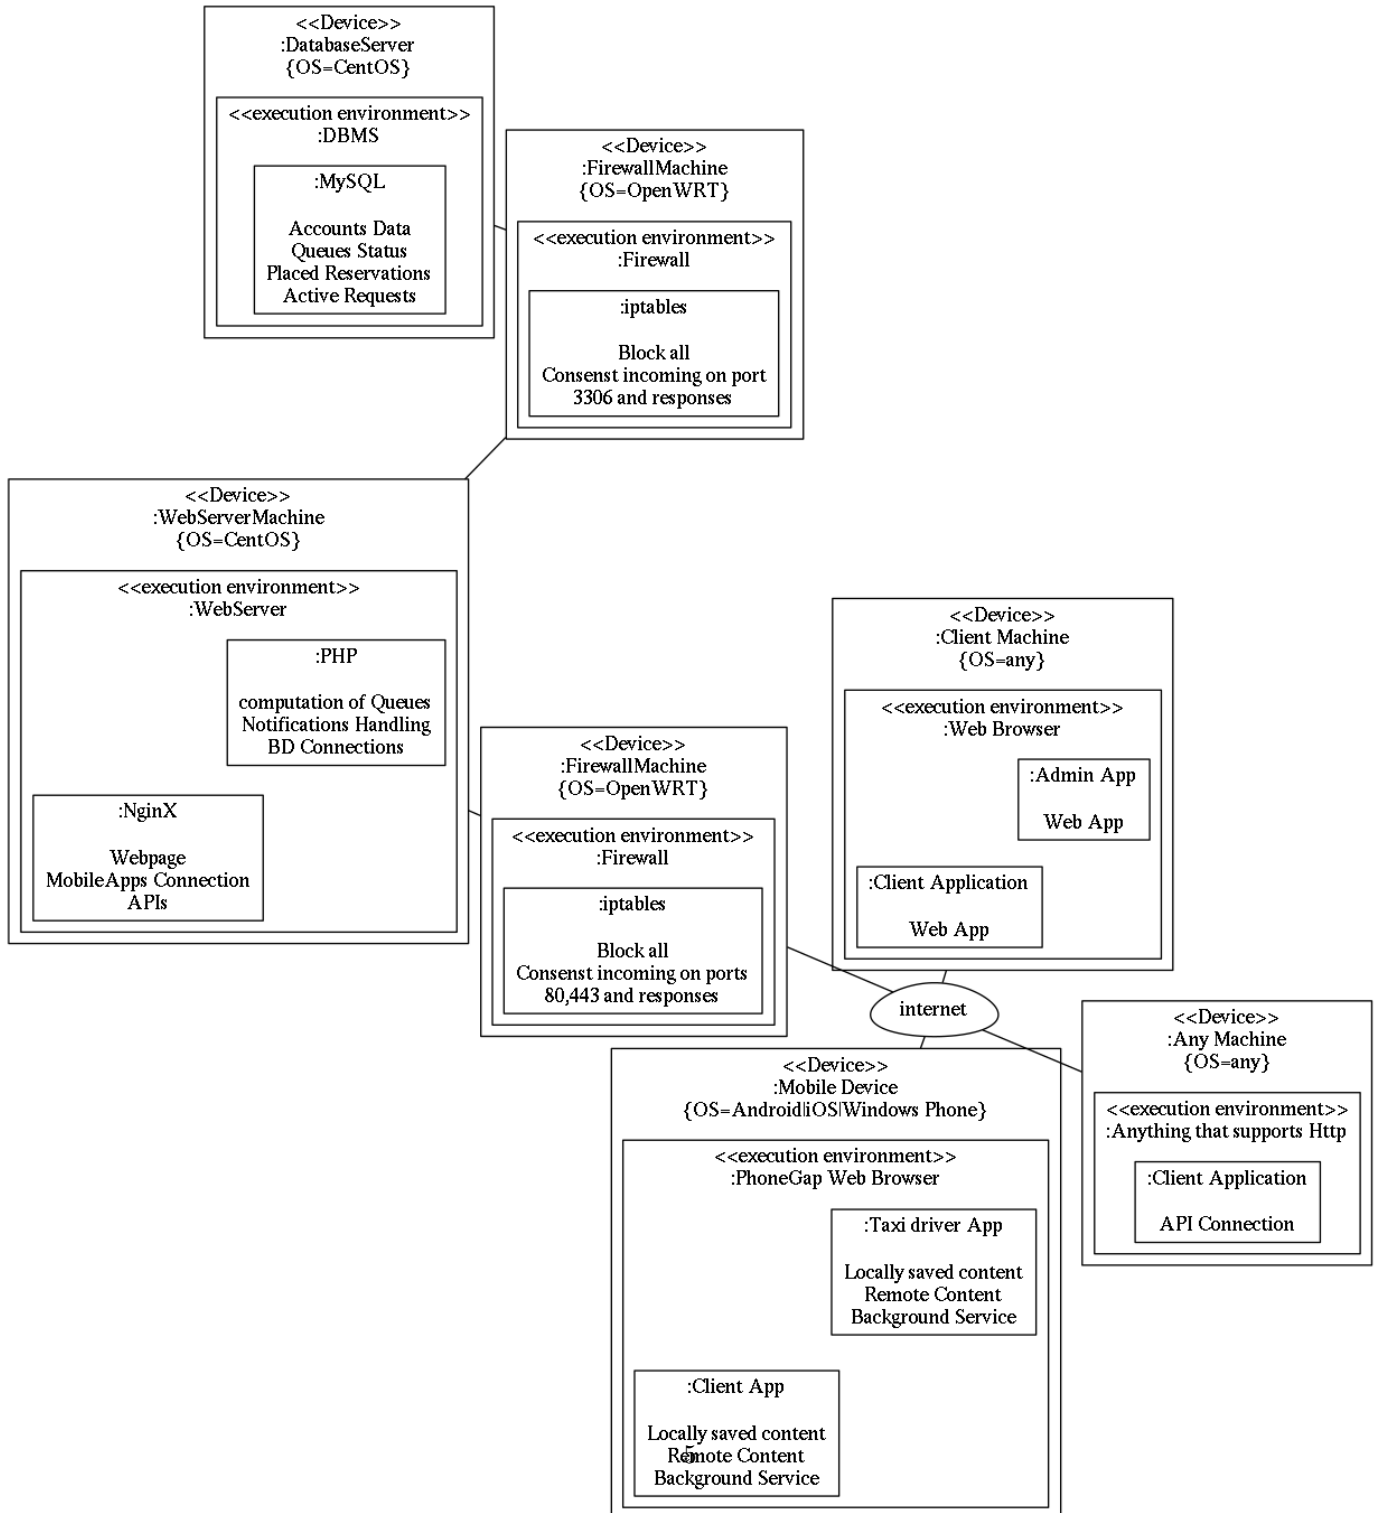 <<Device>>
:DatabaseServer
{OS=CentOS}
<<execution environment>>
:DBMS
:MySQL
Accounts Data
Queues Status
Placed Reservations
Active Requests
<<Device>>
:FirewallMachine
{OS=OpenWRT}
<<execution environment>>
:Firewall
:iptables
Block all
Consenst incoming on port
3306 and responses
<<Device>>
:WebServerMachine
{OS=CentOS}
<<execution environment>>
:WebServer
:PHP
computation of Queues
Notifications Handling
BD Connections
:NginX
Webpage
MobileApps Connection
APIs
<<Device>>
:FirewallMachine
{OS=OpenWRT}
<<execution environment>>
:Firewall
:iptables
Block all
Consenst incoming on ports
80,443 and responses
<<Device>>
:Client Machine
{OS=any}
<<execution environment>>
:Web Browser
:Admin App
Web App
:Client Application
Web App
internet
<<Device>>
:Any Machine
{OS=any}
<<execution environment>>
:Anything that supports Http
:Client Application
API Connection
<<Device>>
:Mobile Device
{OS=Android|iOS|Windows Phone}
<<execution environment>>
:PhoneGap Web Browser
:Taxi driver App
Locally saved content
Remote Content
Background Service
:Client App
Locally saved content
Remote Content
Background Service
5